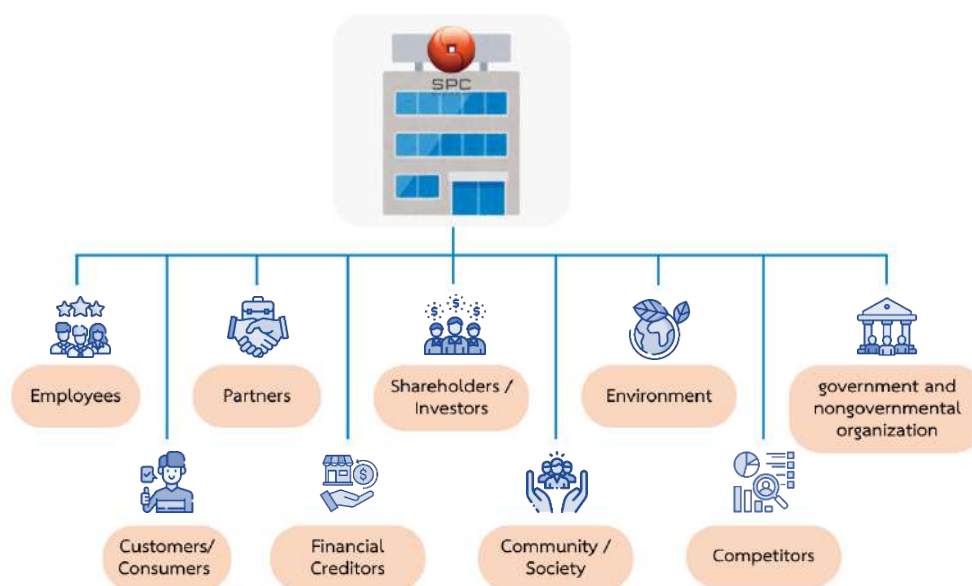 SPC
Employees
Partners
Shareholders /
Investors
Environment
government and
nongovernmental
organization
Customers/
Consumers
Financial
Creditors
Community /
Society
Competitors